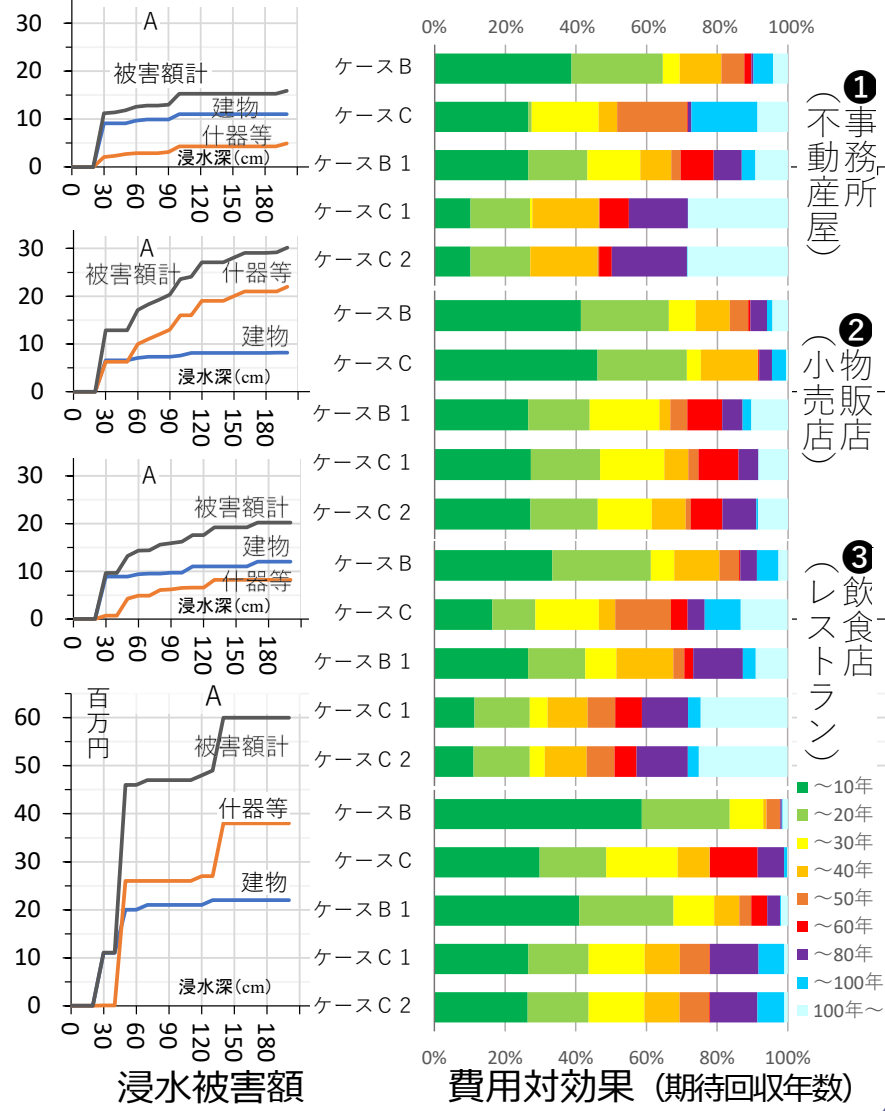 30
20
10
0
A
被害額計
建物
什器等
浸水深(cm)
0
30
60
90
120
150
180
30
20
10
0
A
被害額計
什器等
建物
浸水深(cm)
0
30
60
90
120
150
180
30
20
10
0
A
被害額計
建物
什器等
浸水深(cm)
0
30
60
90
120
150
180
百万円
60
50
40
30
20
10
0
A
被害額計
什器等
建物
浸水深(cm)
0
30
60
90
120
150
180
浸水被害額
0%
20%
40%
60%
80%
100%
ケースB
ケースC
ケースB1
ケースC1
ケースC2
ケースB
ケースC
ケースB1
ケースC1
ケースC2
ケースB
ケースC
ケースB1
ケースC1
ケースC2
ケースB
ケースC
ケースB1
ケースC1
ケースC2
❶事務所
(不動産屋)
❷物販店
(小売店)
❸飲食店
(レストラン)
~10年
~20年
~30年
~40年
~50年
~60年
~80年
~100年
100年~
0%
20%
40%
60%
80%
100%
費用対効果(期待回収年数)